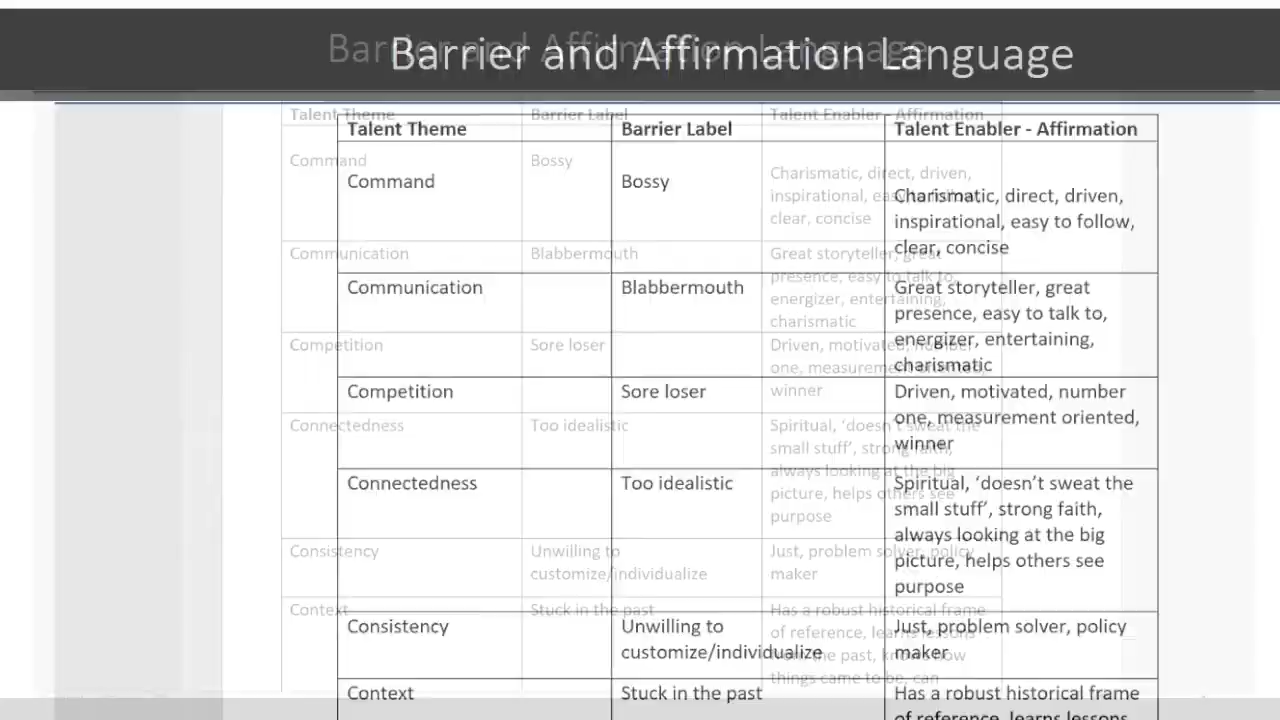 Barrier and Affirmation Language
Talent Theme Barrier Label Talent Enabler - Affirmation
Command Bossy Charismatic, direct, driven,
inspirational, easy to follow,
clear, concise
Communication Blabbermouth Great storyteller, great
presence, easy to talk to,
energizer, entertaining,
charismatic
Competition Sore loser Driven, motivated, number
one, measurement oriented,
winner
Connectedness Too idealistic Spiritual, ‘doesn’t sweat the
small stuff’, strong faith,
always looking at the big
picture, helps others see
purpose
Consistency Unwilling to Just, problem solver, policy
customize/individualize maker
Context Stuck in the past Has a robust historical frame
of reference, learns lessons